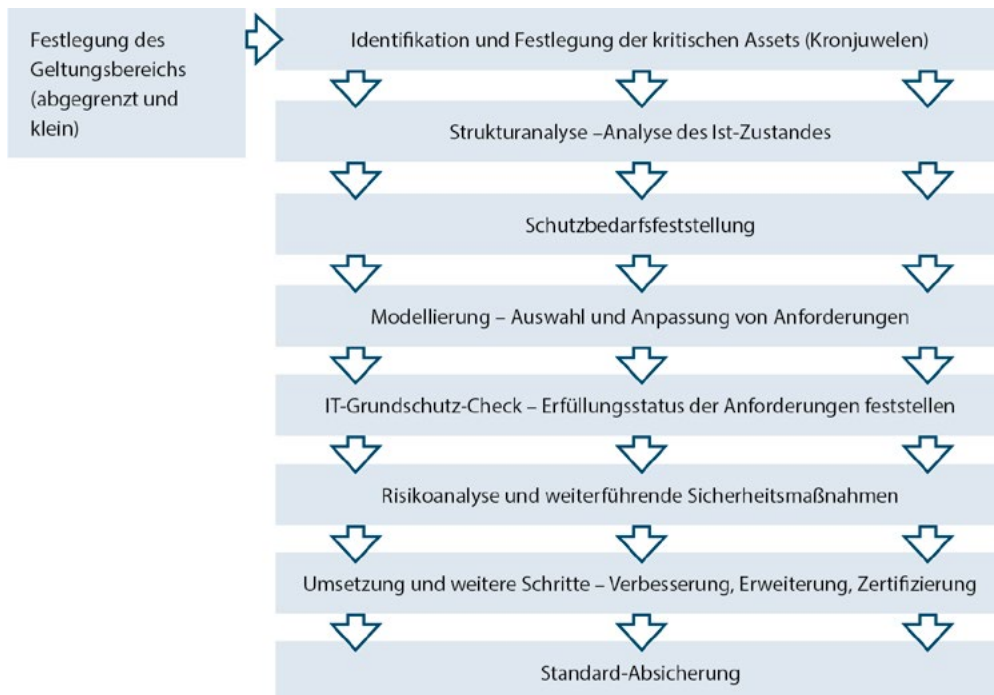 Festlegung des
Geltungsbereichs
(abgegrenzt und
klein)
Identifikation und Festlegung der kritischen Assets (Kronjuwelen)
Strukturanalyse –Analyse des Ist-Zustandes
Schutzbedarfsfeststellung
Modellierung – Auswahl und Anpassung von Anforderungen
IT-Grundschutz-Check – Erfüllungsstatus der Anforderungen feststellen
Risikoanalyse und weiterführende Sicherheitsmaßnahmen
Umsetzung und weitere Schritte – Verbesserung, Erweiterung, Zertifizierung
Standard-Absicherung